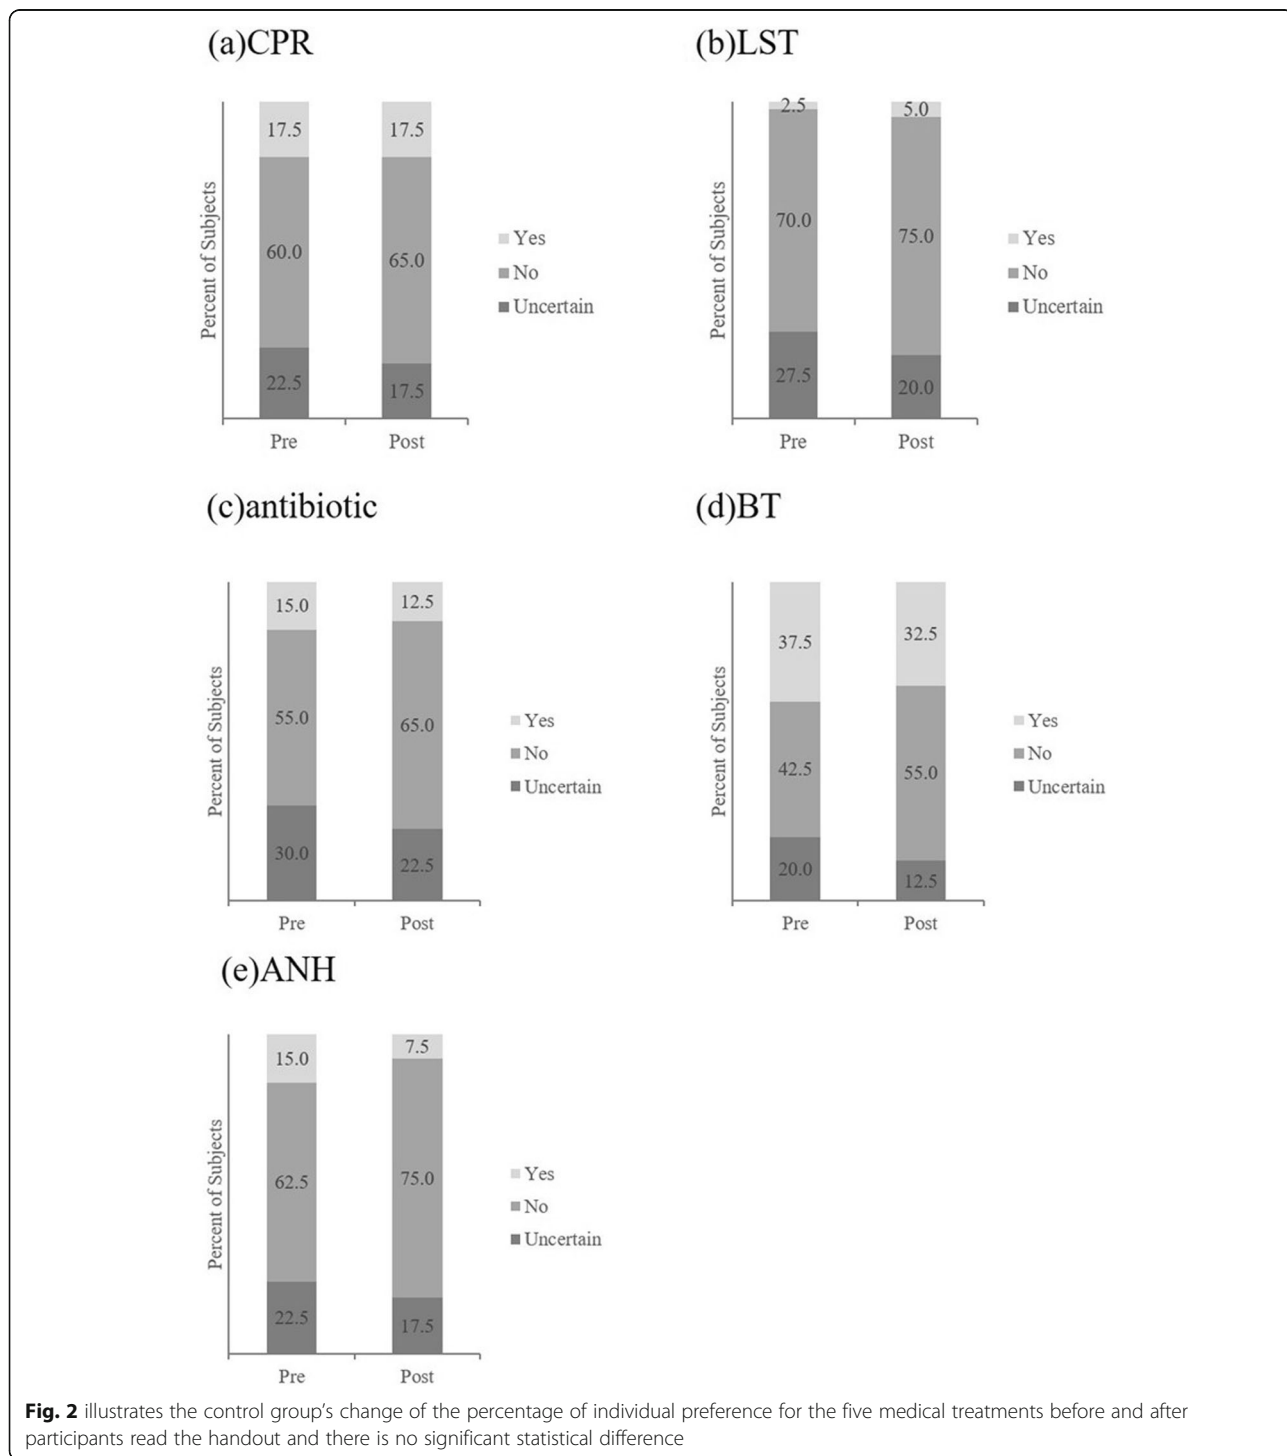 (a)CPR
Percent of Subjects
17.5
17.5
60.0
65.0
22.5
17.5
Pre
Post
Yes
No
Uncertain
(b)LST
Percent of Subjects
2.5
5.0
70.0
75.0
27.5
20.0
Pre
Post
Yes
No
Uncertain
(c)antibiotic
Percent of Subjects
15.0
12.5
55.0
65.0
30.0
22.5
Pre
Post
Yes
No
Uncertain
(d)BT
Percent of Subjects
37.5
32.5
42.5
55.0
20.0
12.5
Pre
Post
Yes
No
Uncertain
(e)ANH
Percent of Subjects
15.0
7.5
62.5
75.0
22.5
17.5
Pre
Post
Yes
No
Uncertain
Fig. 2 illustrates the control group's change of the percentage of individual preference for the five medical treatments before and after
participants read the handout and there is no significant statistical difference